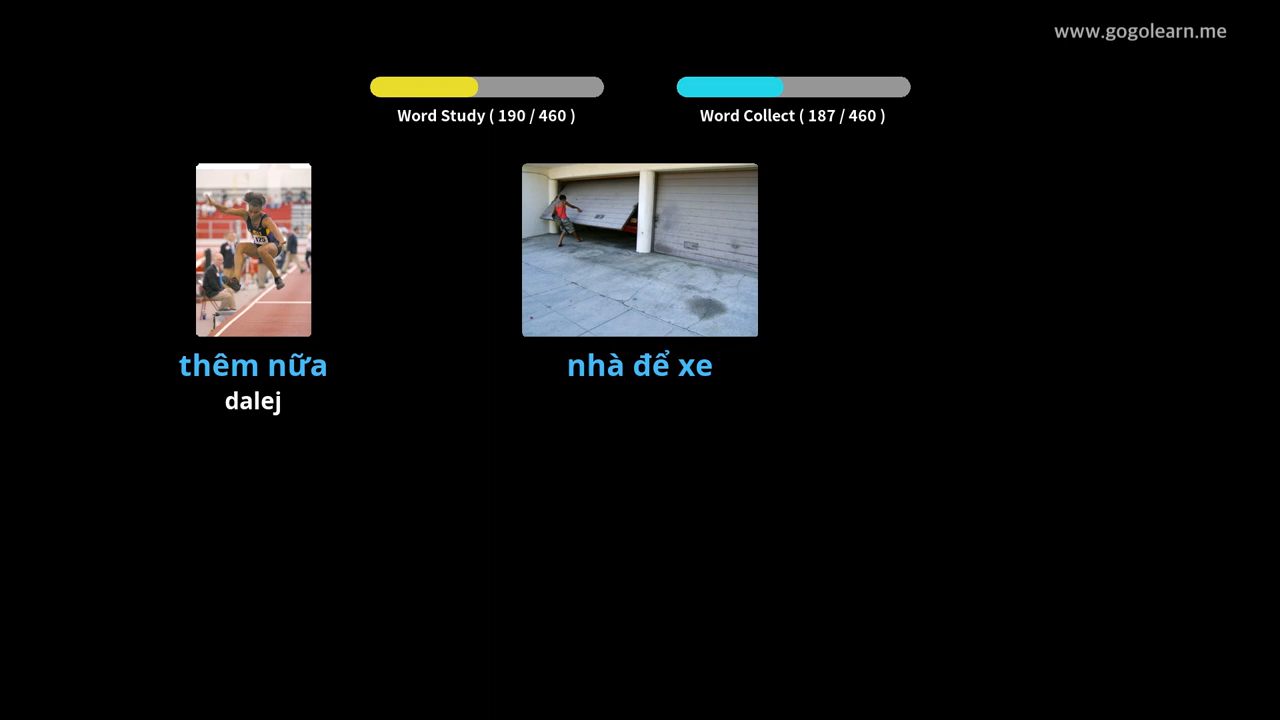 www.gogolearn.me
Word Study ( 190 / 460 )
Word Collect ( 187 / 460 )
thêm nữa
dalej
nhà để xe